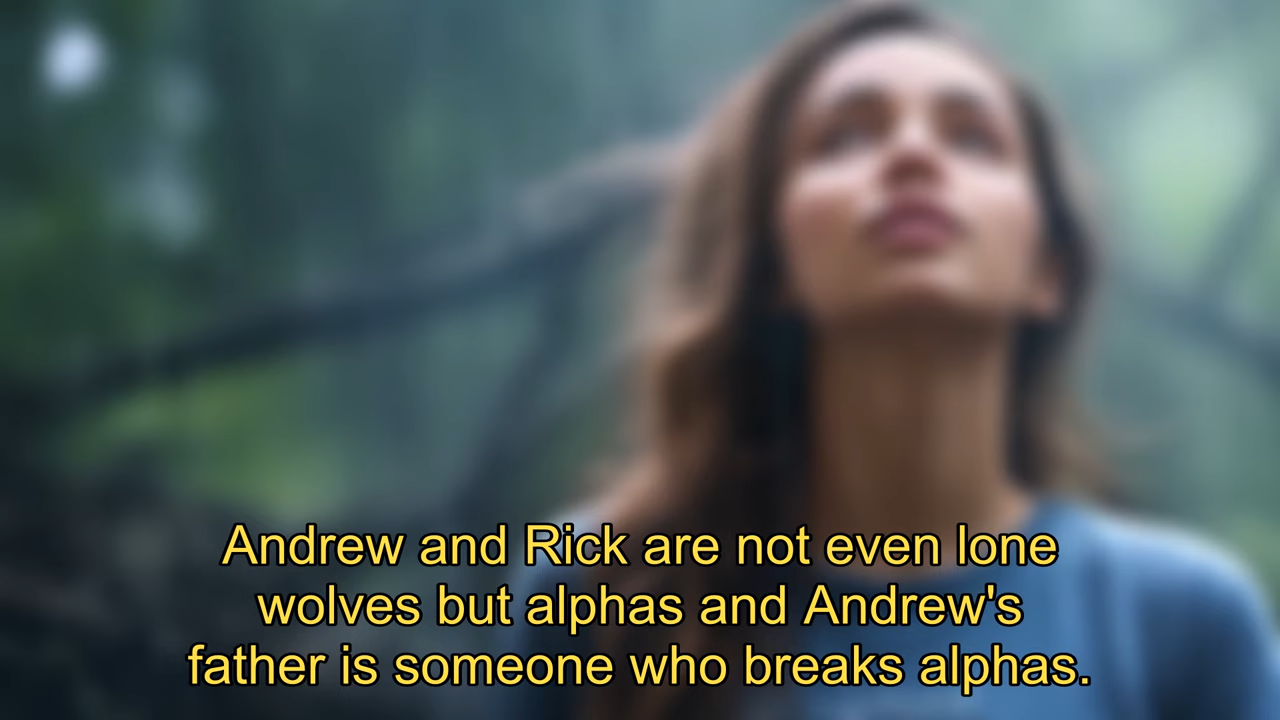 Andrew and Rick are not even lone
wolves but alphas and Andrew's
father is someone who breaks alphas.